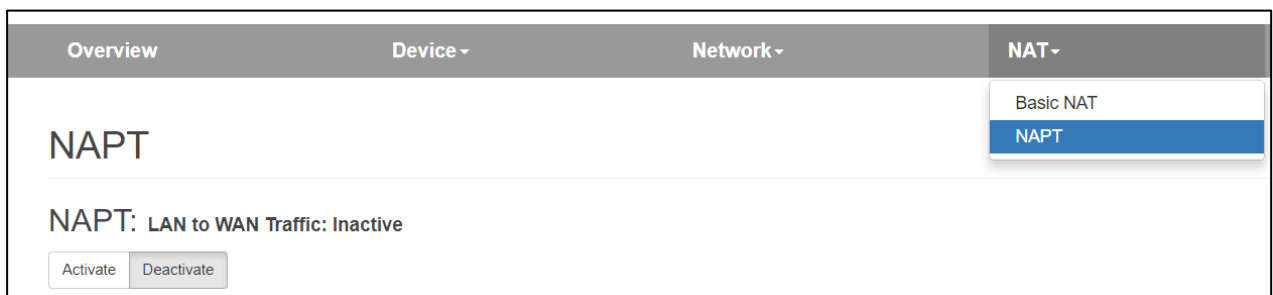 Overview Device Network NAT
Basic NAT
NAPT
NAPT
NAPT: LAN to WAN Traffic: Inactive
Activate Deactivate